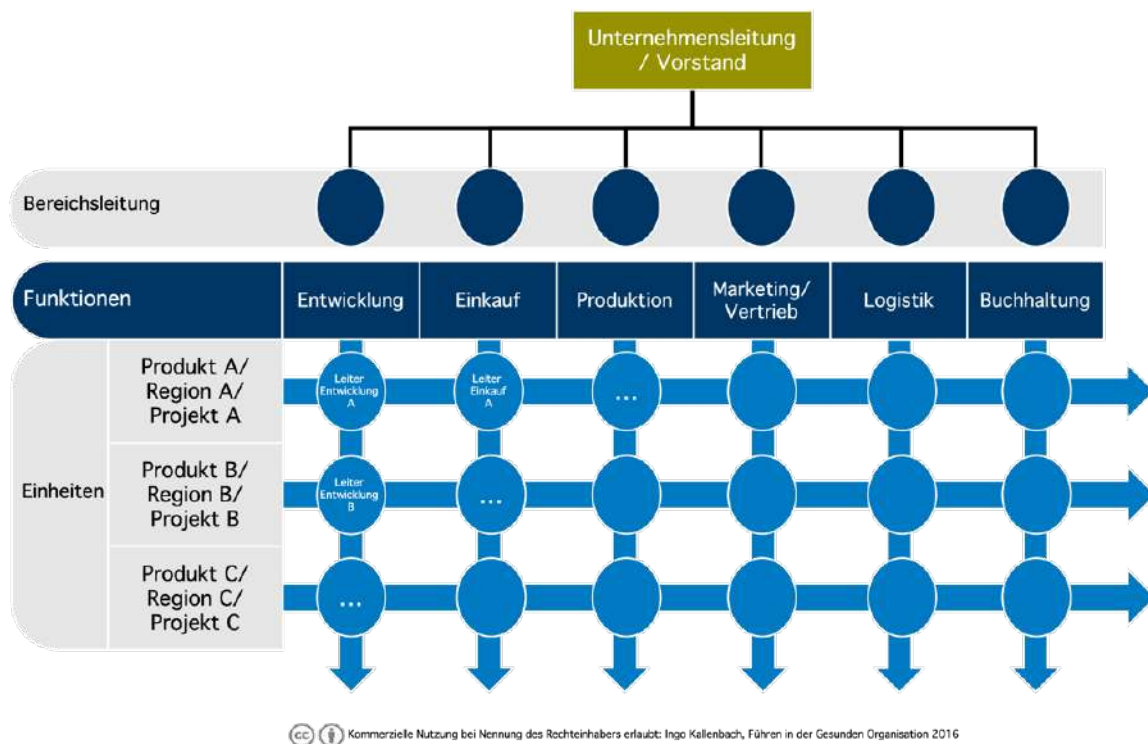 Unternehmensleitung
/ Vorstand
Bereichsleitung
Funktionen
Entwicklung
Einkauf
Produktion
Marketing/
Vertrieb
Logistik
Buchhaltung
Einheiten
Produkt A/
Region A/
Projekt A
Leiter
Entwicklung
A
Leiter
Einkauf
A
...
Produkt B/
Region B/
Projekt B
Leiter
Entwicklung
B
...
Produkt C/
Region C/
Projekt C
...
cc Kommerzielle Nutzung bei Nennung des Rechteinhabers erlaubt: Ingo Kallenbach, Führen in der Gesunden Organisation 2016